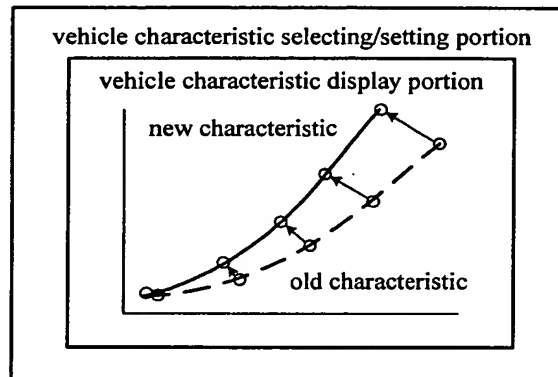 vehicle characteristic selecting/setting portion
vehicle characteristic display portion
new characteristic
old characteristic